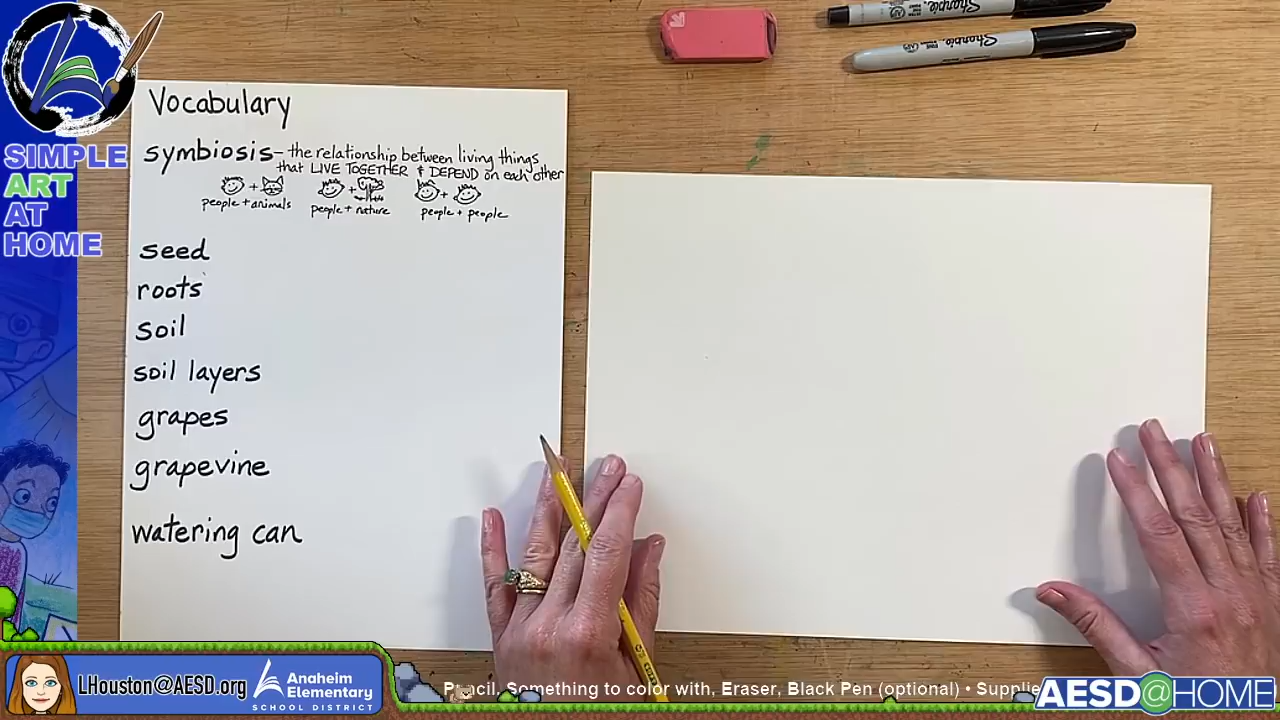 SIMPLE
ART
AT
HOME
Vocabulary
symbiosis - the relationship between living things
that LIVE TOGETHER & DEPEND on each other
people + animals people + nature people + people
seed
roots
soil
soil layers
grapes
grapevine
watering can
Sharpie
Sharpie
LHouston@AESD.org
Anaheim
Elementary
SCHOOL DISTRICT
Pencil, Something to color with, Eraser, Black Pen (optional) • Supplie
AESD@HOME